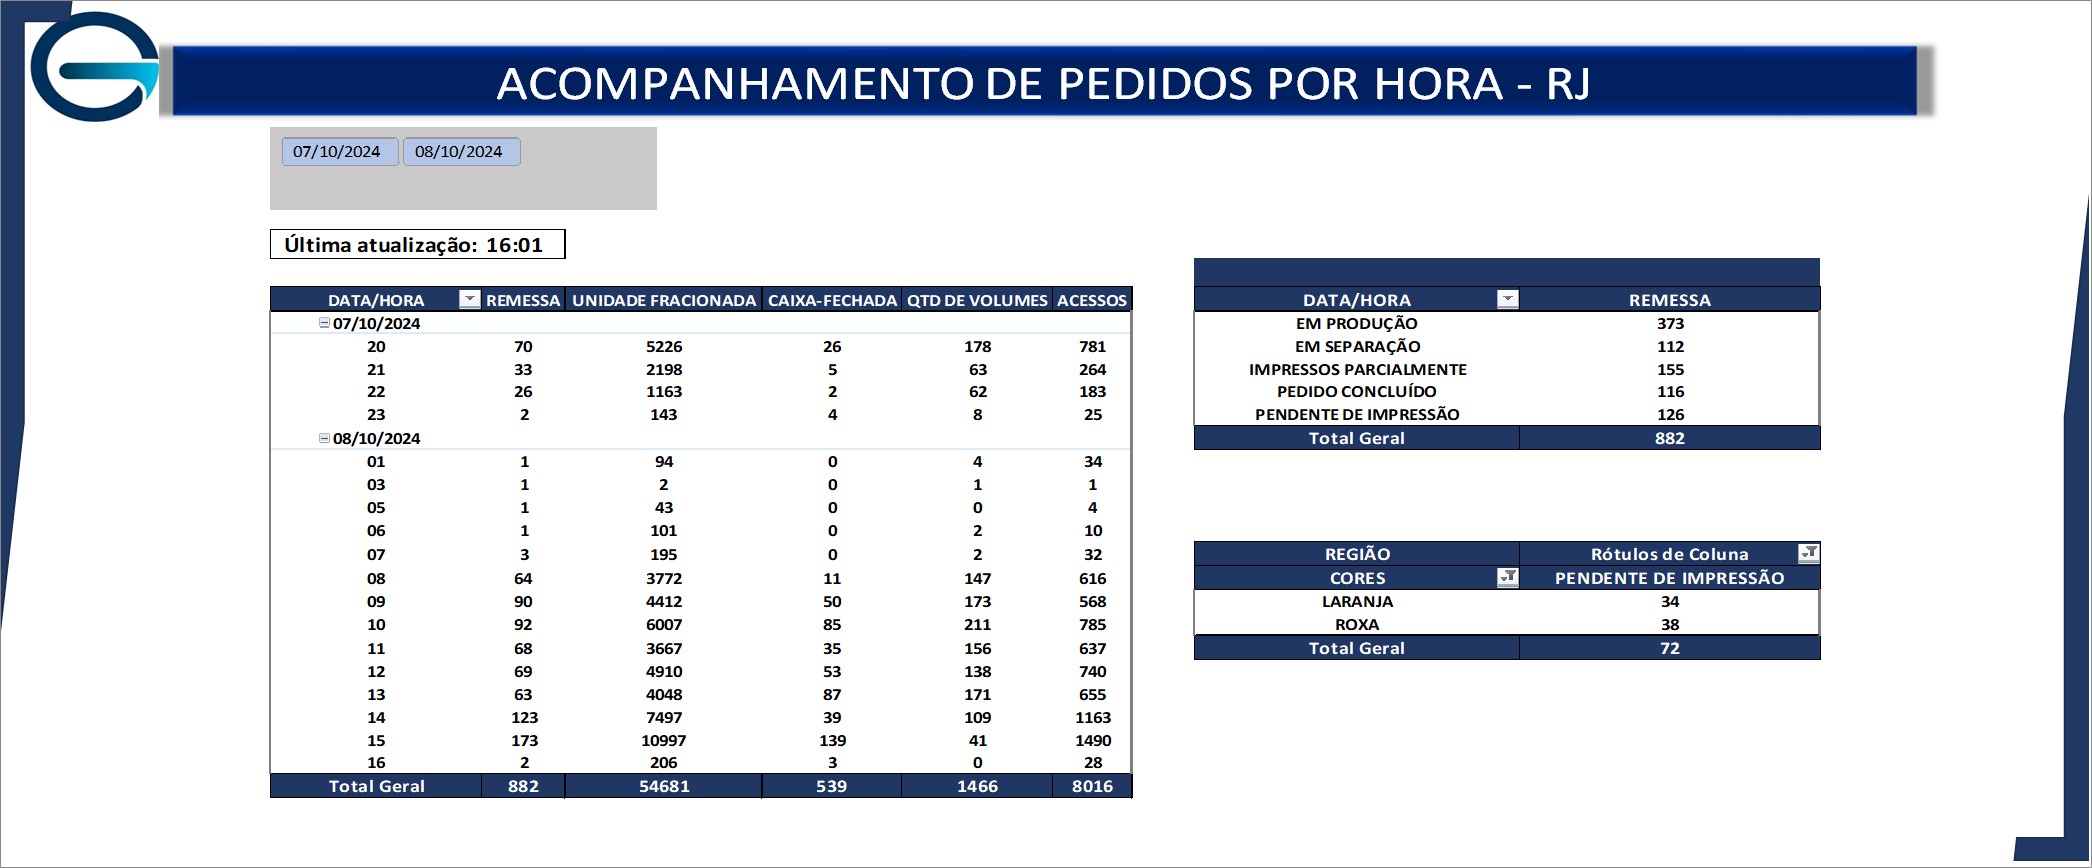 ACOMPANHAMENTO DE PEDIDOS POR HORA - RJ
07/10/2024 08/10/2024
Última atualização: 16:01
DATA/HORA REMESSA UNIDADE FRACIONADA CAIXA-FECHADA QTD DE VOLUMES ACESSOS
07/10/2024
20 70 5226 26 178 781
21 33 2198 5 63 264
22 26 1163 2 62 183
23 2 143 4 8 25
08/10/2024
01 1 94 0 4 34
03 1 2 0 1 1
05 1 43 0 0 4
06 1 101 0 2 10
07 3 195 0 2 32
08 64 3772 11 147 616
09 90 4412 50 173 568
10 92 6007 85 211 785
11 68 3667 35 156 637
12 69 4910 53 138 740
13 63 4048 87 171 655
14 123 7497 39 109 1163
15 173 10997 139 41 1490
16 2 206 3 0 28
Total Geral 882 54681 539 1466 8016
DATA/HORA REMESSA
EM PRODUÇÃO 373
EM SEPARAÇÃO 112
IMPRESSOS PARCIALMENTE 155
PEDIDO CONCLUÍDO 116
PENDENTE DE IMPRESSÃO 126
Total Geral 882
REGIÃO Rótulos de Coluna
CORES PENDENTE DE IMPRESSÃO
LARANJA 34
ROXA 38
Total Geral 72